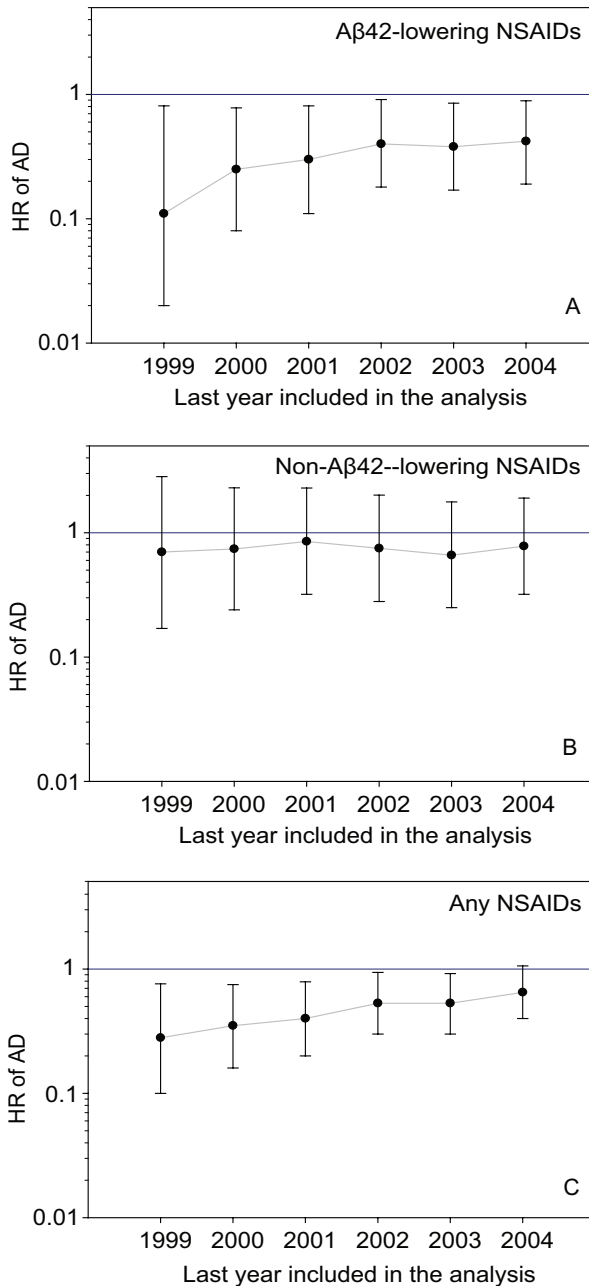 Aβ42-lowering NSAIDs
1
0.1
0.01
HR of AD
A
1999 2000 2001 2002 2003 2004
Last year included in the analysis
Non-Aβ42--lowering NSAIDs
1
0.1
0.01
HR of AD
B
1999 2000 2001 2002 2003 2004
Last year included in the analysis
Any NSAIDs
1
0.1
0.01
HR of AD
C
1999 2000 2001 2002 2003 2004
Last year included in the analysis